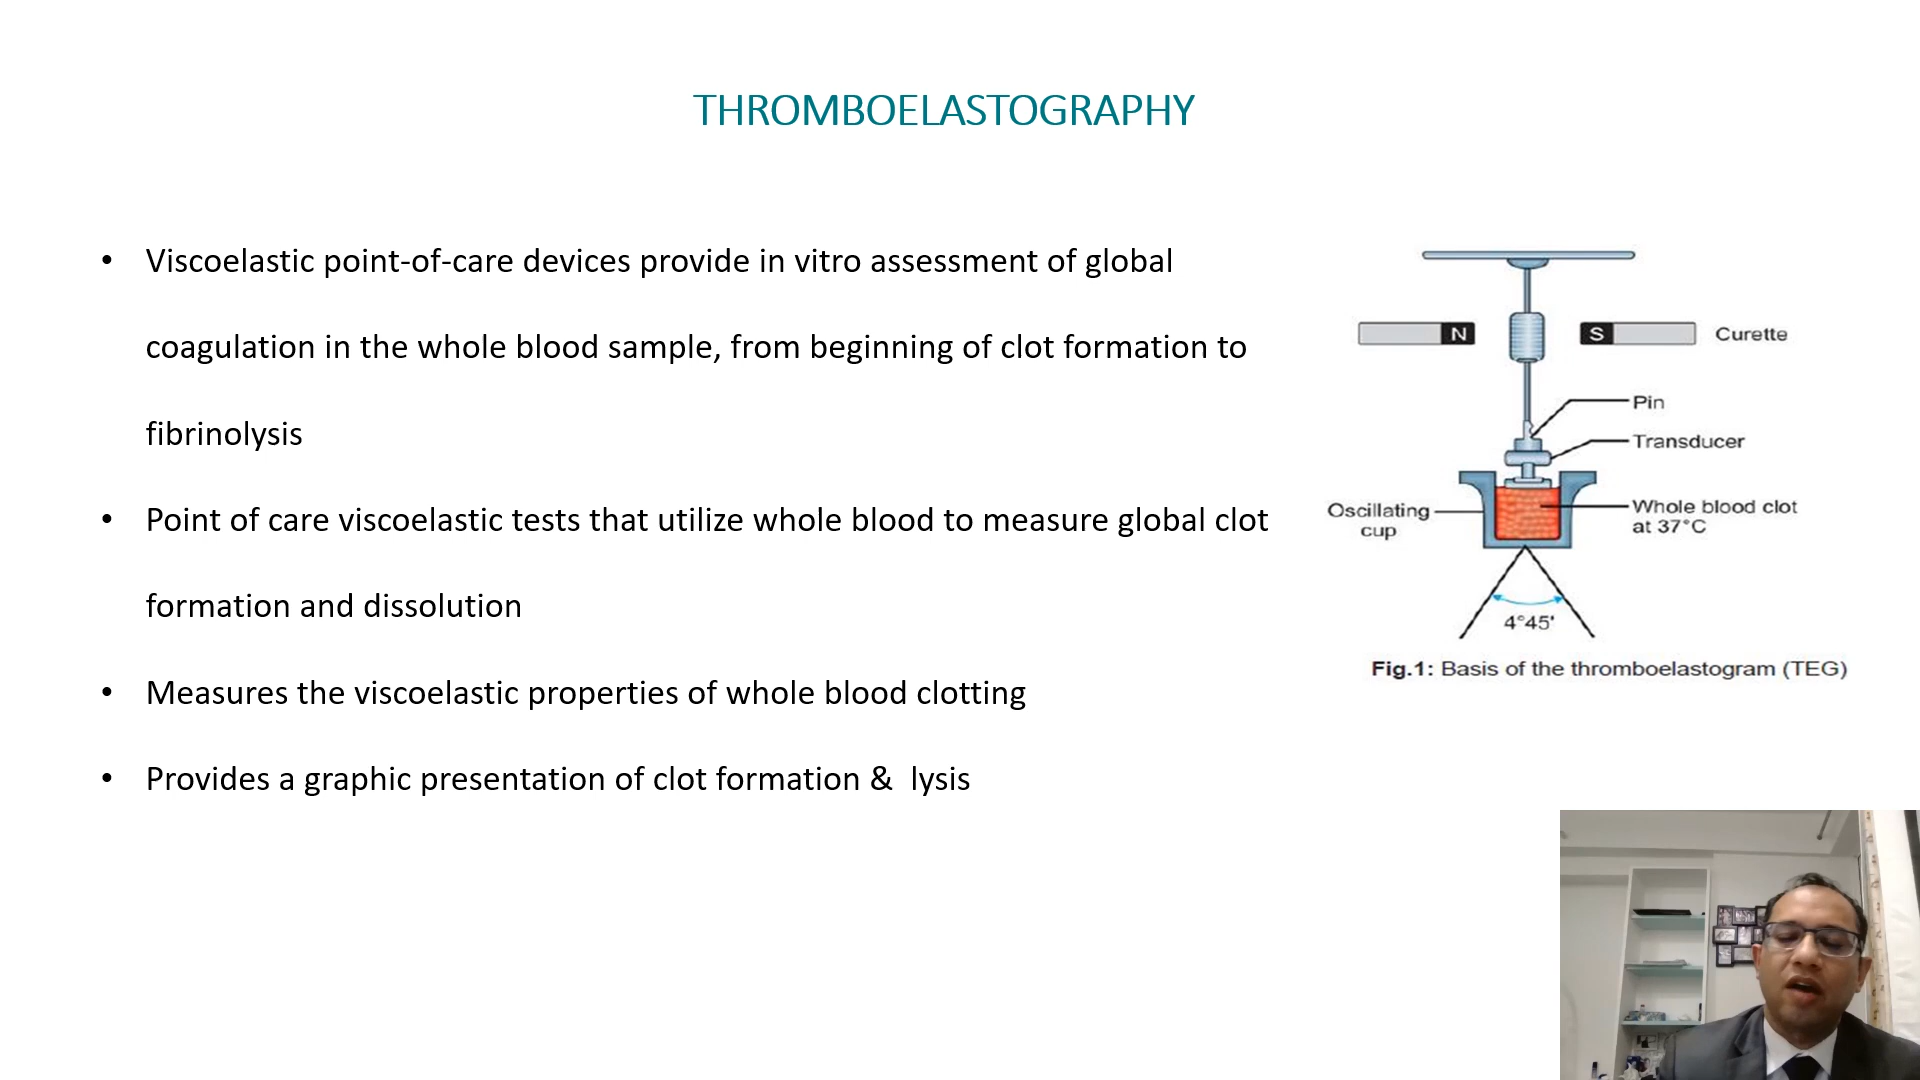 THROMBOELASTOGRAPHY
• Viscoelastic point-of-care devices provide in vitro assessment of global
coagulation in the whole blood sample, from beginning of clot formation to
fibrinolysis
• Point of care viscoelastic tests that utilize whole blood to measure global clot
formation and dissolution
• Measures the viscoelastic properties of whole blood clotting
• Provides a graphic presentation of clot formation &  lysis
N
S
Curette
Pin
Transducer
Oscillating
cup
Whole blood clot
at 37°C
4°45'
Fig.1: Basis of the thromboelastogram (TEG)